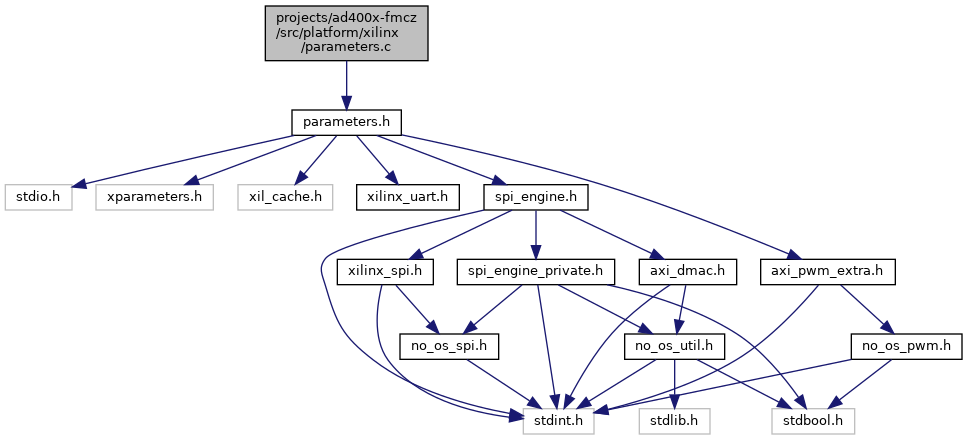 projects/ad400x-fmcz
/src/platform/xilinx
/parameters.c
parameters.h
stdio.h
xparameters.h
xil_cache.h
xilinx_uart.h
spi_engine.h
xilinx_spi.h
spi_engine_private.h
axi_dmac.h
axi_pwm_extra.h
no_os_spi.h
no_os_util.h
no_os_pwm.h
stdint.h
stdlib.h
stdbool.h